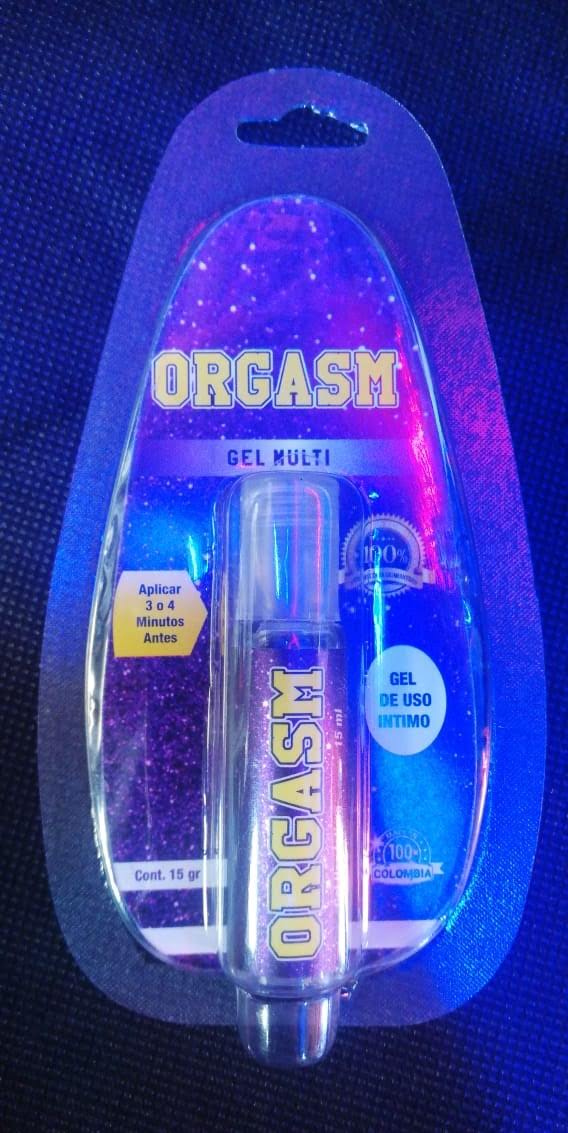 ORGASM
GEL MULTI
100%
Aplicar
3 o 4
Minutos
Antes
GEL
DE USO
INTIMO
ORGASM
15 ml
100%
COLOMBIA
Cont. 15 gr